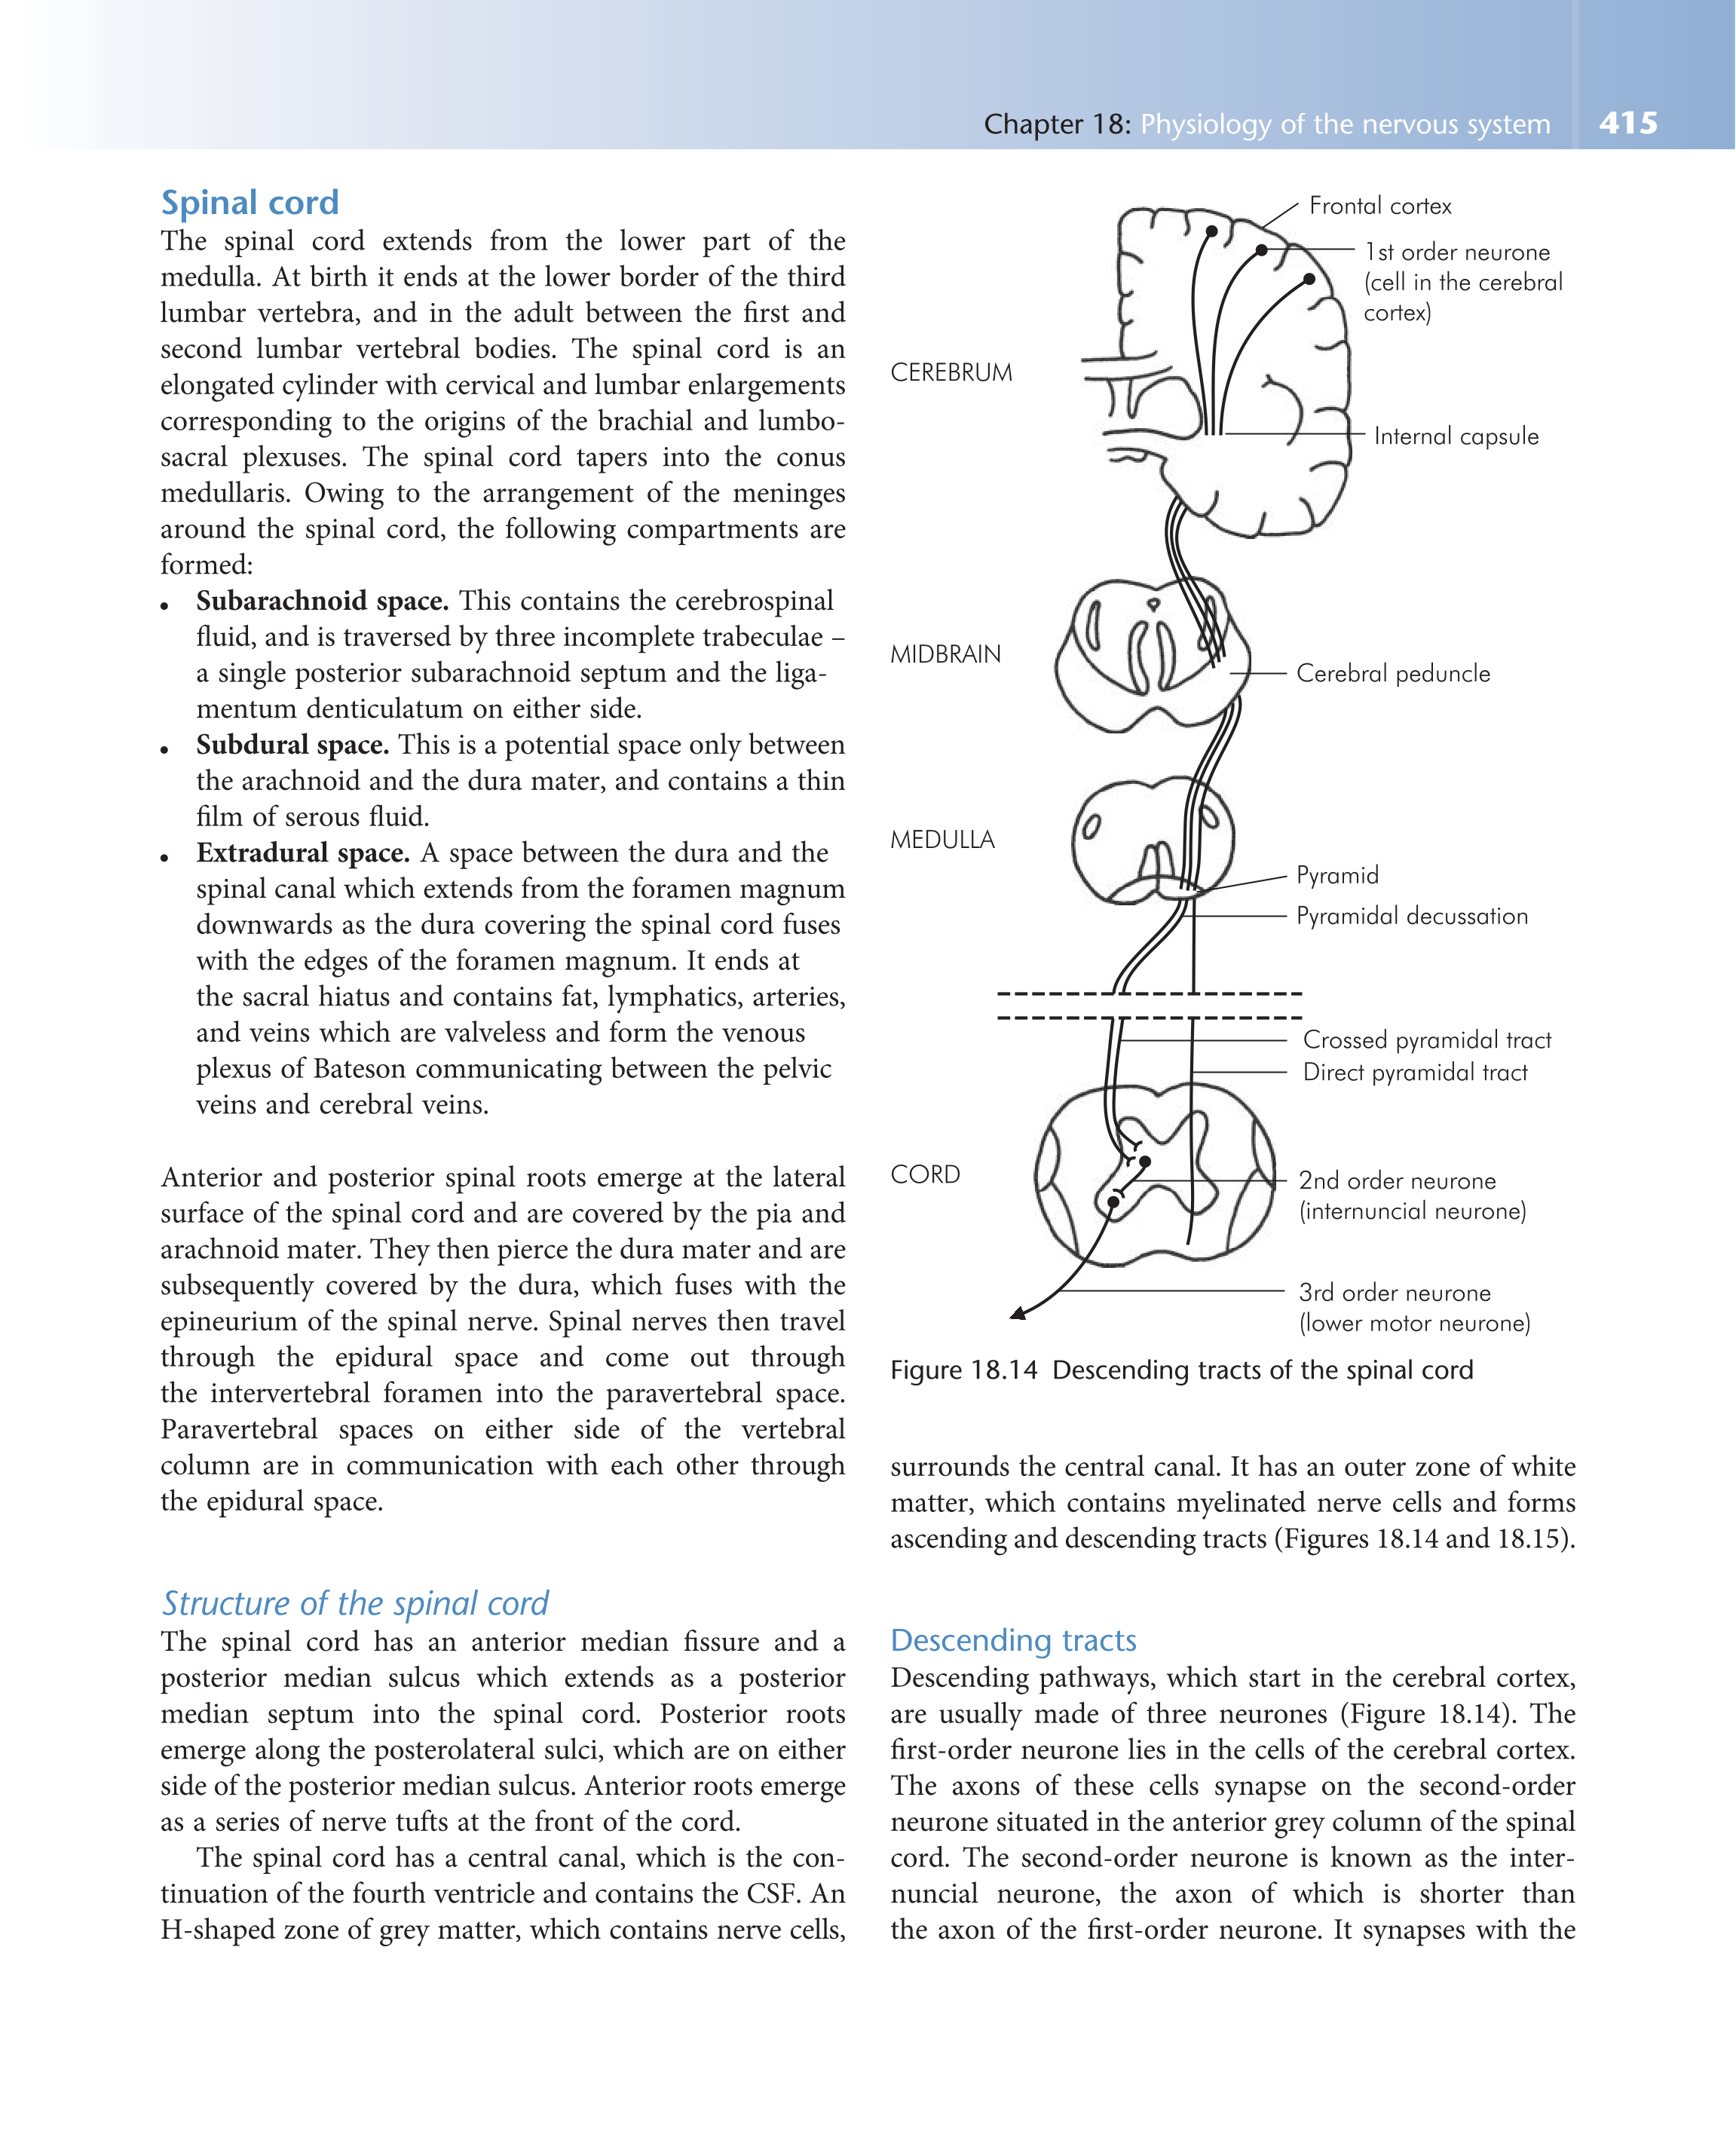 Chapter 18: Physiology of the nervous system 415
Spinal cord
The spinal cord extends from the lower part of the
medulla. At birth it ends at the lower border of the third
lumbar vertebra, and in the adult between the first and
second lumbar vertebral bodies. The spinal cord is an
elongated cylinder with cervical and lumbar enlargements
corresponding to the origins of the brachial and lumbo-
sacral plexuses. The spinal cord tapers into the conus
medullaris. Owing to the arrangement of the meninges
around the spinal cord, the following compartments are
formed:
• Subarachnoid space. This contains the cerebrospinal
fluid, and is traversed by three incomplete trabeculae –
a single posterior subarachnoid septum and the liga-
mentum denticulatum on either side.
• Subdural space. This is a potential space only between
the arachnoid and the dura mater, and contains a thin
film of serous fluid.
• Extradural space. A space between the dura and the
spinal canal which extends from the foramen magnum
downwards as the dura covering the spinal cord fuses
with the edges of the foramen magnum. It ends at
the sacral hiatus and contains fat, lymphatics, arteries,
and veins which are valveless and form the venous
plexus of Bateson communicating between the pelvic
veins and cerebral veins.
Anterior and posterior spinal roots emerge at the lateral
surface of the spinal cord and are covered by the pia and
arachnoid mater. They then pierce the dura mater and are
subsequently covered by the dura, which fuses with the
epineurium of the spinal nerve. Spinal nerves then travel
through the epidural space and come out through
the intervertebral foramen into the paravertebral space.
Paravertebral spaces on either side of the vertebral
column are in communication with each other through
the epidural space.
Structure of the spinal cord
The spinal cord has an anterior median fissure and a
posterior median sulcus which extends as a posterior
median septum into the spinal cord. Posterior roots
emerge along the posterolateral sulci, which are on either
side of the posterior median sulcus. Anterior roots emerge
as a series of nerve tufts at the front of the cord.
The spinal cord has a central canal, which is the con-
tinuation of the fourth ventricle and contains the CSF. An
H-shaped zone of grey matter, which contains nerve cells,
Frontal cortex
1st order neurone
(cell in the cerebral
cortex)
CEREBRUM
Internal capsule
MIDBRAIN
Cerebral peduncle
MEDULLA
Pyramid
Pyramidal decussation
Crossed pyramidal tract
Direct pyramidal tract
CORD
2nd order neurone
(internuncial neurone)
3rd order neurone
(lower motor neurone)
Figure 18.14 Descending tracts of the spinal cord
surrounds the central canal. It has an outer zone of white
matter, which contains myelinated nerve cells and forms
ascending and descending tracts (Figures 18.14 and 18.15).
Descending tracts
Descending pathways, which start in the cerebral cortex,
are usually made of three neurones (Figure 18.14). The
first-order neurone lies in the cells of the cerebral cortex.
The axons of these cells synapse on the second-order
neurone situated in the anterior grey column of the spinal
cord. The second-order neurone is known as the inter-
nuncial neurone, the axon of which is shorter than
the axon of the first-order neurone. It synapses with the